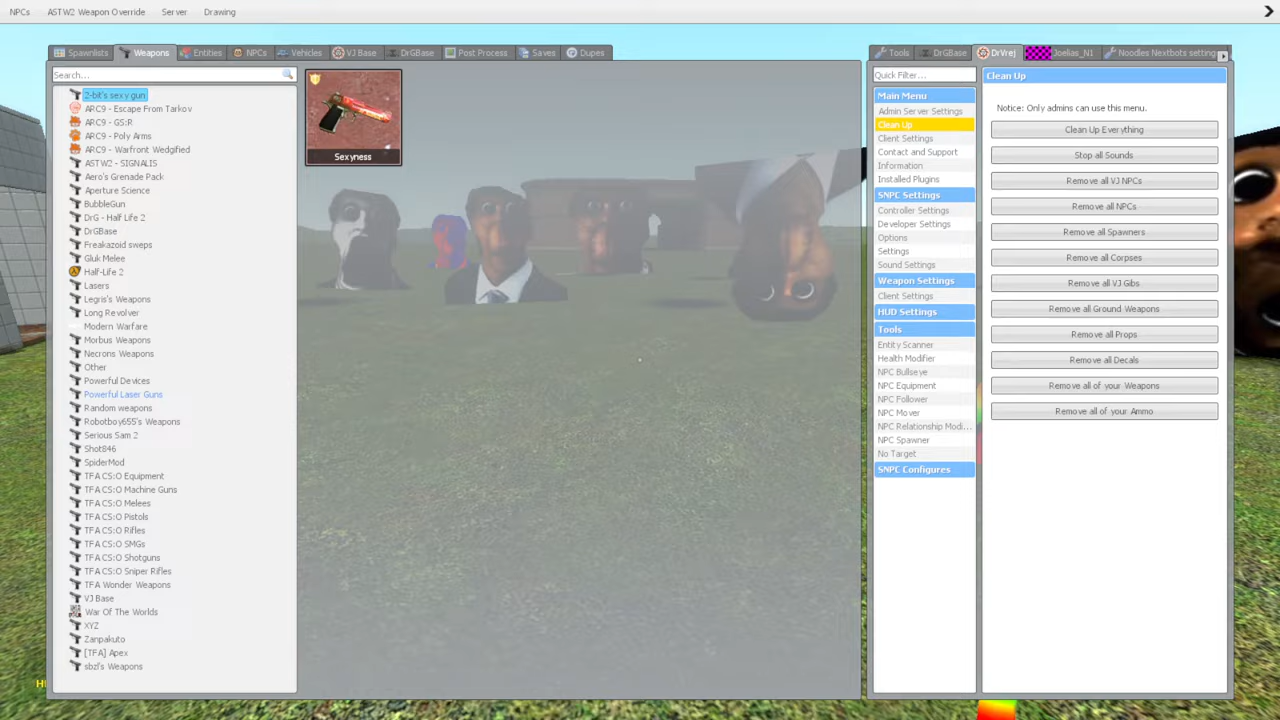 NPCs ASTW2 Weapon Override Server Drawing
Spawnlists Weapons Entities NPCs Vehicles VJ Base DrGBase Post Process Saves Dupes
Search...
2-bit's sexy gun
ARC9 - Escape From Tarkov
ARC9 - GS:R
ARC9 - Poly Arms
ARC9 - Warfront Wedgified
ASTW2 - SIGNALIS
Aero's Grenade Pack
Aperture Science
BubbleGun
DrG - Half Life 2
DrGBase
Freakazoid sweps
Gluk Melee
Half-Life 2
Lasers
Legris's Weapons
Long Revolver
Modern Warfare
Morbus Weapons
Necrons Weapons
Other
Powerful Devices
Powerful Laser Guns
Random weapons
Robotboy655's Weapons
Serious Sam 2
Shot846
SpiderMod
TFA CS:O Equipment
TFA CS:O Machine Guns
TFA CS:O Melees
TFA CS:O Pistols
TFA CS:O Rifles
TFA CS:O SMGs
TFA CS:O Shotguns
TFA CS:O Sniper Rifles
TFA Wonder Weapons
VJ Base
War Of The Worlds
XYZ
Zanpakuto
[TFA] Apex
sbzl's Weapons
Sexyness
Tools DrGBase DrVrej Joelias_N1 Noodles Nextbots setting
Quick Filter...
Main Menu
Admin Server Settings
Clean Up
Client Settings
Contact and Support
Information
Installed Plugins
SNPC Settings
Controller Settings
Developer Settings
Options
Settings
Sound Settings
Weapon Settings
Client Settings
HUD Settings
Tools
Entity Scanner
Health Modifier
NPC Bullseye
NPC Equipment
NPC Follower
NPC Mover
NPC Relationship Modi...
NPC Spawner
No Target
SNPC Configures
Clean Up
Notice: Only admins can use this menu.
Clean Up Everything
Stop all Sounds
Remove all VJ NPCs
Remove all NPCs
Remove all Spawners
Remove all Corpses
Remove all VJ Gibs
Remove all Ground Weapons
Remove all Props
Remove all Decals
Remove all of your Weapons
Remove all of your Ammo